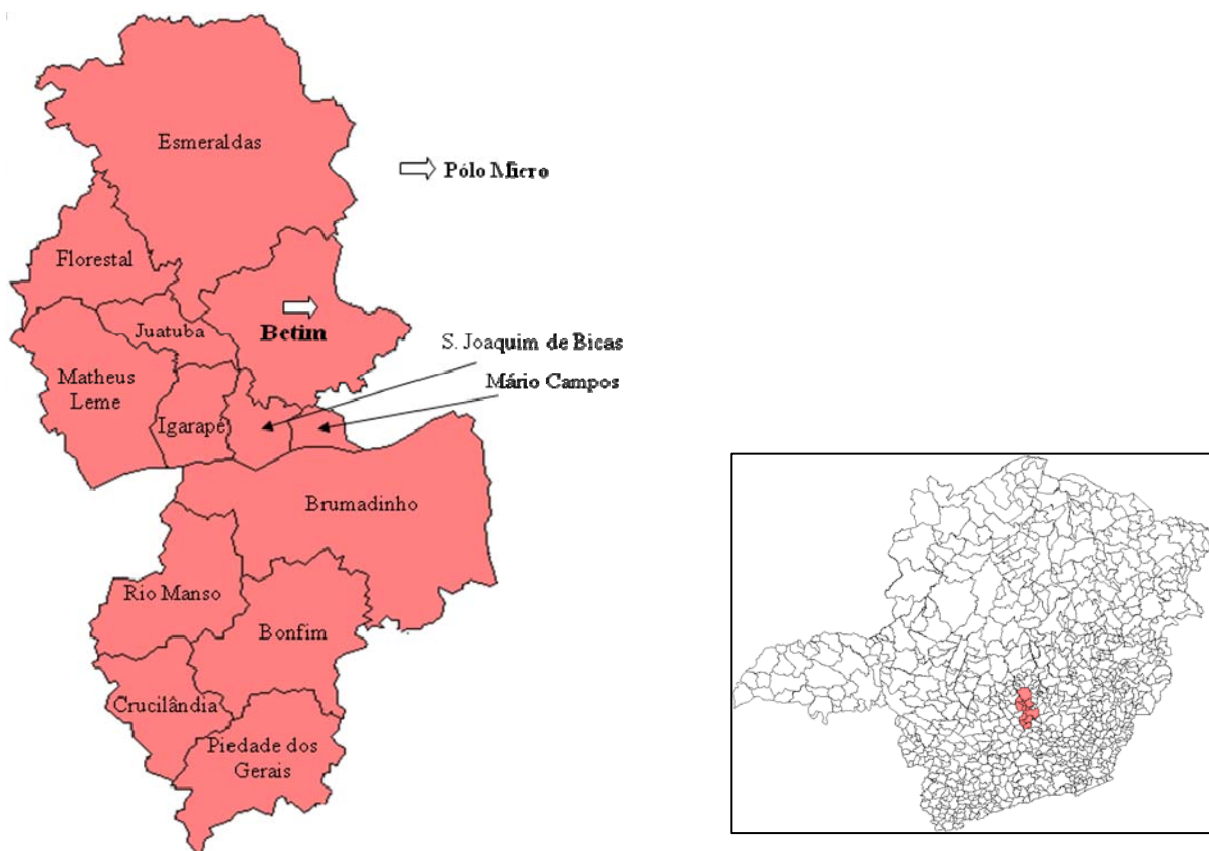 Esmeraldas
Pólo Micro
Florestal
Juatuba
Betim
S. Joaquim de Bicas
Mário Campos
Matheus
Leme
Igarapé
Brumadinho
Rio Manso
Bonfim
Crucilândia
Piedade dos
Gerais